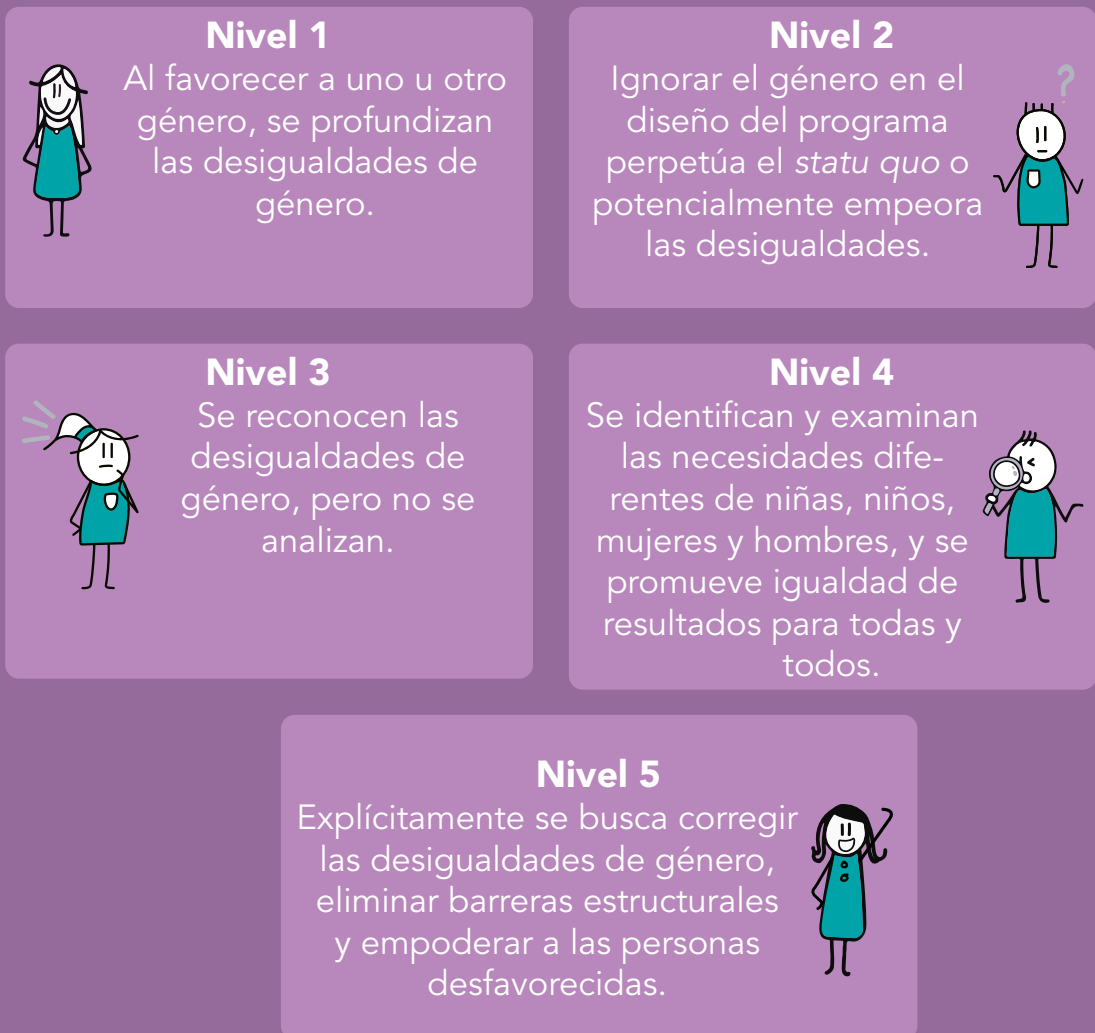 Nivel 1
Al favorecer a uno u otro
género, se profundizan
las desigualdades de
género.
Nivel 2
Ignorar el género en el
diseño del programa
perpetúa el statu quo o
potencialmente empeora
las desigualdades.
?
Nivel 3
Se reconocen las
desigualdades de
género, pero no se
analizan.
Nivel 4
Se identifican y examinan
las necesidades dife-
rentes de niñas, niños,
mujeres y hombres, y se
promueve igualdad de
resultados para todas y
todos.
Nivel 5
Explícitamente se busca corregir
las desigualdades de género,
eliminar barreras estructurales
y empoderar a las personas
desfavorecidas.